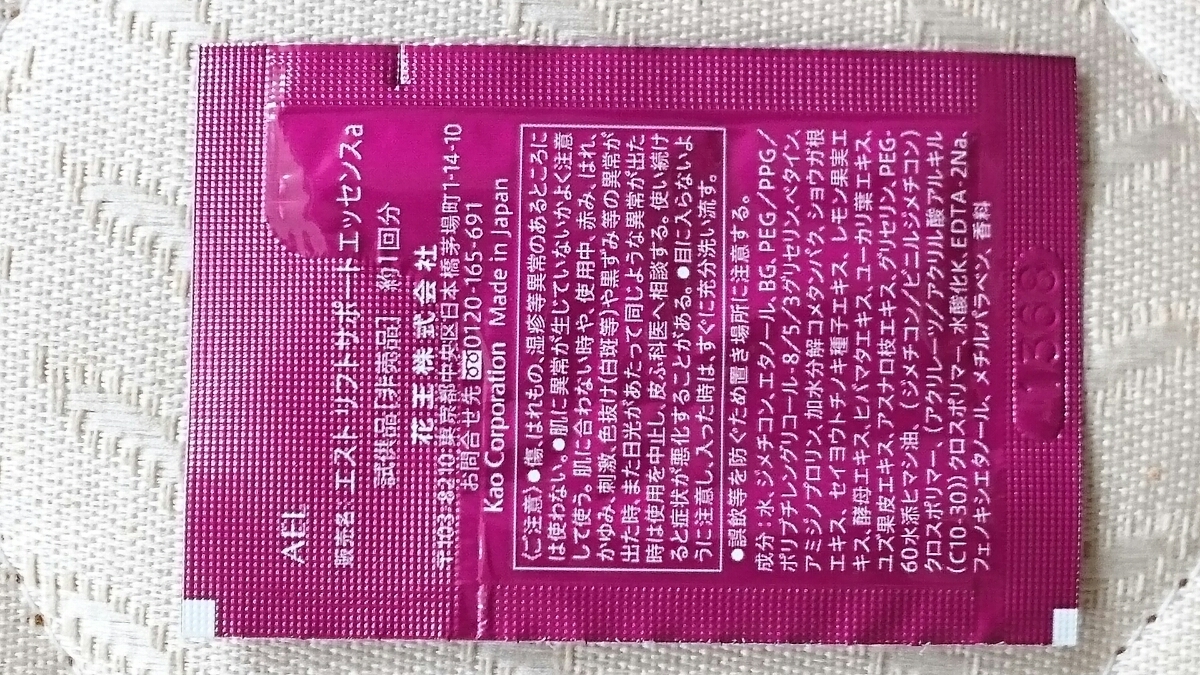 AEL
販売名 エスト リフトサポートエッセンスa
試供品[非売品] 約1回分
花王株式会社
〒103-8210 東京都中央区日本橋茅場町1-14-10
お問合せ先 0120-165-691
Kao Corporation Made in Japan
〈ご注意〉●傷、はれもの、湿疹等異常のあるところに
は使わない。●肌に異常が生じていないかよく注意
して使う。肌に合わない時や、使用中、赤み、はれ、
かゆみ、刺激、色抜け(白斑等)や黒ずみ等の異常が
出た時、また日光があたって同じような異常が出た
時は使用を中止し、皮ふ科医へ相談する。使い続け
ると症状が悪化することがある。●目に入らないよ
うに注意し、入った時は、すぐに充分洗い流す。
●誤飲等を防ぐため置き場所に注意する。
成分:水、ジメチコン、エタノール、BG、PEG/PPG/
ポリブチレングリコール-8/5/3グリセリン、ベタイン、
アミジノプロリン、加水分解コメタンパク、ショウガ根
エキス、セイヨウトチノキ種子エキス、レモン果実エ
キス、酵母エキス、ヒバマタエキス、ユーカリ葉エキス、
ユズ果皮エキス、アスナロ枝エキス、グリセリン、PEG-
60水添ヒマシ油、(ジメチコン/ビニルジメチコン)
クロスポリマー、(アクリレーツ/アクリル酸アルキル
(C10-30))クロスポリマー、水酸化K、EDTA-2Na、
フェノキシエタノール、メチルパラベン、香料